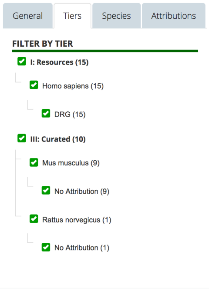 General Tiers Species Attributions
FILTER BY TIER
I: Resources (15)
Homo sapiens (15)
DRG (15)
III: Curated (10)
Mus musculus (9)
No Attribution (9)
Rattus norvegicus (1)
No Attribution (1)